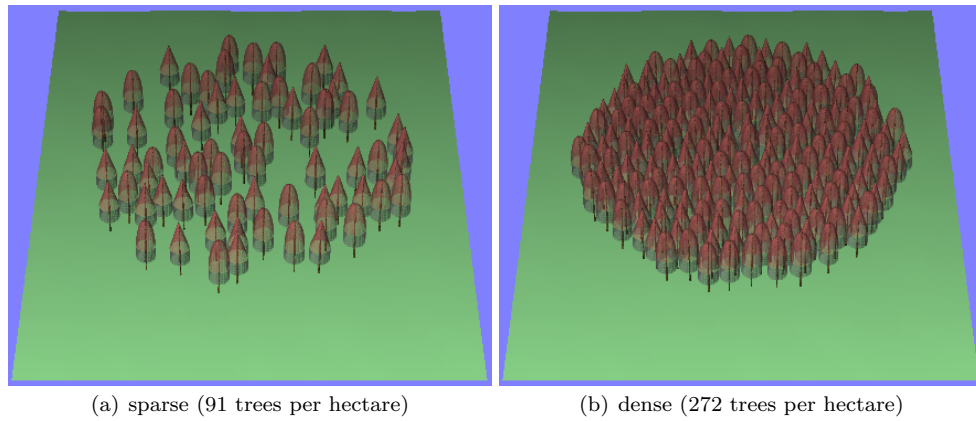 (a) sparse (91 trees per hectare)
(b) dense (272 trees per hectare)